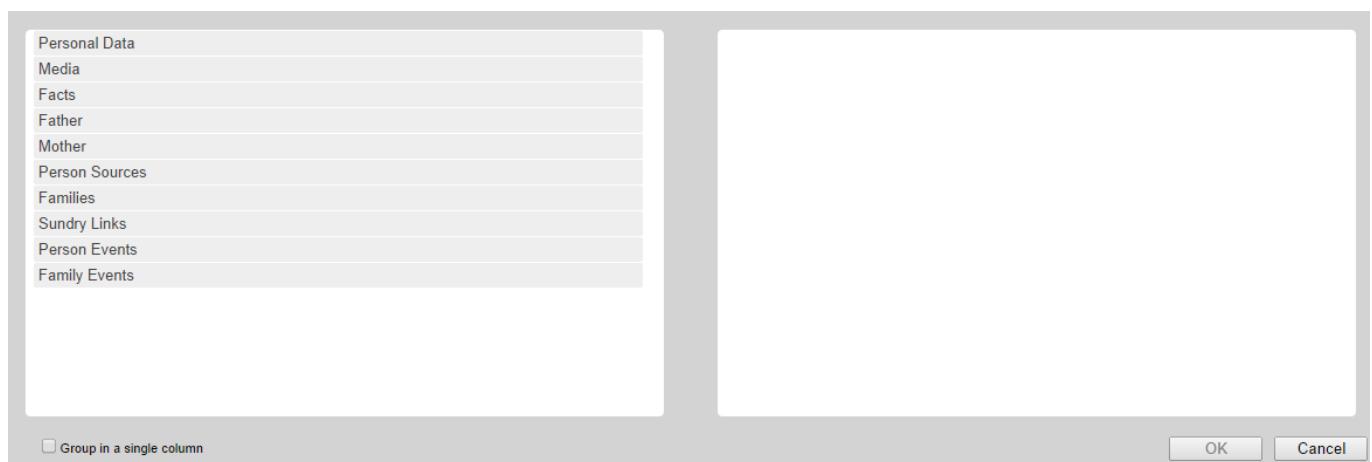 Personal Data
Media
Facts
Father
Mother
Person Sources
Families
Sundry Links
Person Events
Family Events
Group in a single column
OK
Cancel